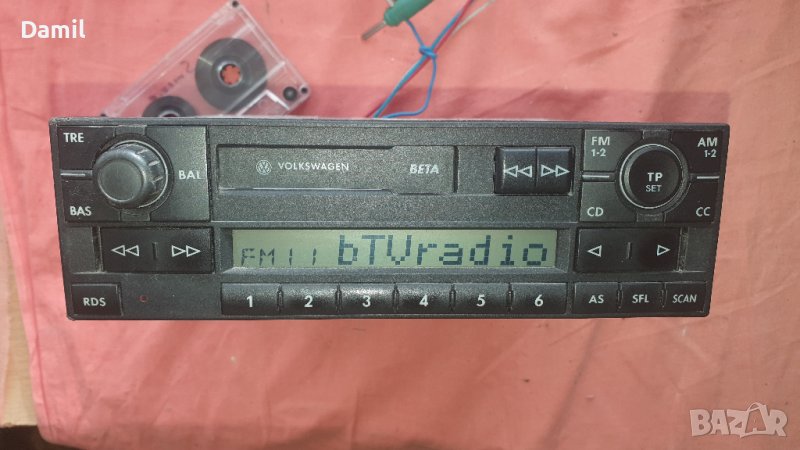 Damil
TRE
BAL
BAS
VOLKSWAGEN
BETA
FM
1-2
AM
1-2
TP
SET
CD
CC
FM11 bTVradio
RDS
1 2 3 4 5 6
AS
SFL
SCAN
BAZAR